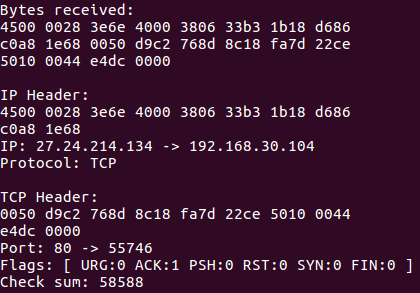 Bytes received:
4500 0028 3e6e 4000 3806 33b3 1b18 d686
c0a8 1e68 0050 d9c2 768d 8c18 fa7d 22ce
5010 0044 e4dc 0000
IP Header:
4500 0028 3e6e 4000 3806 33b3 1b18 d686
c0a8 1e68
IP: 27.24.214.134 -> 192.168.30.104
Protocol: TCP
TCP Header:
0050 d9c2 768d 8c18 fa7d 22ce 5010 0044
e4dc 0000
Port: 80 -> 55746
Flags: [ URG:0 ACK:1 PSH:0 RST:0 SYN:0 FIN:0 ]
Check sum: 58588